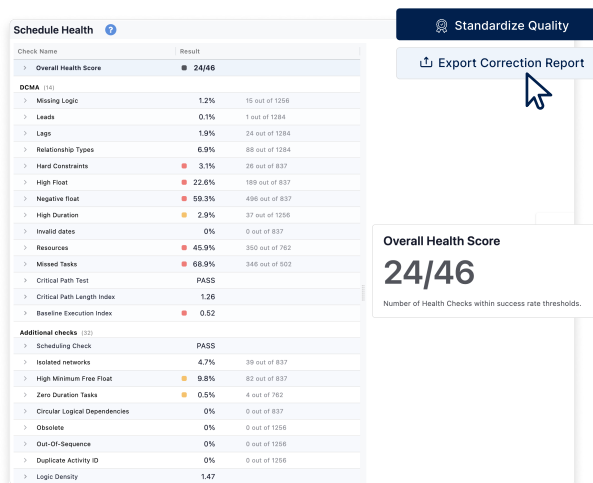 Schedule Health ?
Standardize Quality
Export Correction Report
Check Name Result
Overall Health Score 24/46
DCMA (14)
Missing Logic 1.2% 15 out of 1256
Leads 0.1% 1 out of 1284
Lags 1.9% 24 out of 1284
Relationship Types 6.9% 88 out of 1284
Hard Constraints 3.1% 26 out of 837
High Float 22.6% 189 out of 837
Negative float 59.3% 496 out of 837
High Duration 2.9% 37 out of 1256
Invalid dates 0% 0 out of 837
Resources 45.9% 350 out of 762
Missed Tasks 68.9% 346 out of 502
Critical Path Test PASS
Critical Path Length Index 1.26
Baseline Execution Index 0.52
Additional checks (32)
Scheduling Check PASS
Isolated networks 4.7% 39 out of 837
High Minimum Free Float 9.8% 82 out of 837
Zero Duration Tasks 0.5% 4 out of 762
Circular Logical Dependencies 0% 0 out of 837
Obsolete 0% 0 out of 1256
Out-Of-Sequence 0% 0 out of 1256
Duplicate Activity ID 0% 0 out of 1256
Logic Density 1.47
Overall Health Score
24/46
Number of Health Checks within success rate thresholds.